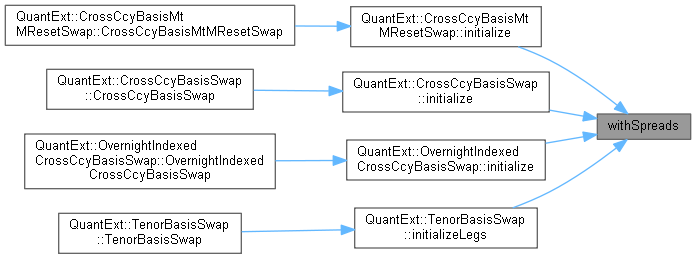 QuantExt::CrossCcyBasisMt
MResetSwap::CrossCcyBasisMtMResetSwap
QuantExt::CrossCcyBasisMt
MResetSwap::initialize
QuantExt::CrossCcyBasisSwap
::CrossCcyBasisSwap
QuantExt::CrossCcyBasisSwap
::initialize
withSpreads
QuantExt::OvernightIndexed
CrossCcyBasisSwap::OvernightIndexed
CrossCcyBasisSwap
QuantExt::OvernightIndexed
CrossCcyBasisSwap::initialize
QuantExt::TenorBasisSwap
::TenorBasisSwap
QuantExt::TenorBasisSwap
::initializeLegs